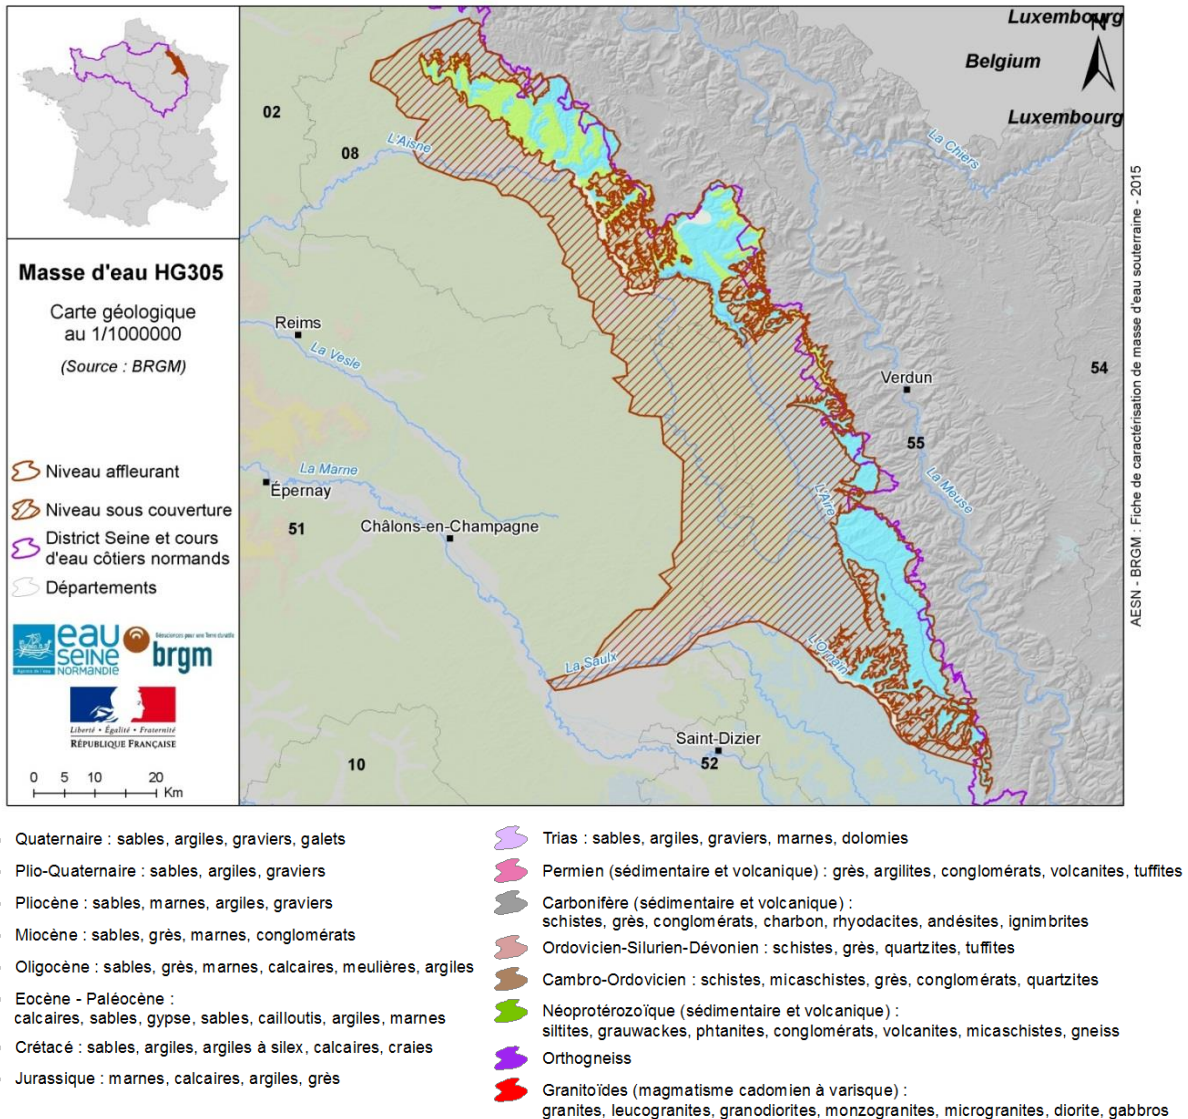 Masse d'eau HG305
Carte géologique
au 1/1000000
(Source : BRGM)
Niveau affleurant
Niveau sous couverture
District Seine et cours
d'eau côtiers normands
Départements
eau
SEINE
NORMANDIE
Géosciences pour une Terre durable
brgm
Liberté • Égalité • Fraternité
RÉPUBLIQUE FRANÇAISE
0 5 10 20
Km
Luxembourg
N
Belgium
Luxembourg
02
08
L'Aisne
La Chiers
Reims
La Vesle
Verdun
54
55
La Marne
Épernay
51
Châlons-en-Champagne
L'Aire
La Meuse
La Saulx
L'Ornain
Saint-Dizier
52
10
AESN - BRGM : Fiche de caractérisation de masse d'eau souterraine - 2015
Quaternaire : sables, argiles, graviers, galets
Plio-Quaternaire : sables, argiles, graviers
Pliocène : sables, marnes, argiles, graviers
Miocène : sables, grès, marnes, conglomérats
Oligocène : sables, grès, marnes, calcaires, meulières, argiles
Eocène - Paléocène :
calcaires, sables, gypse, sables, cailloutis, argiles, marnes
Crétacé : sables, argiles, argiles à silex, calcaires, craies
Jurassique : marnes, calcaires, argiles, grès
Trias : sables, argiles, graviers, marnes, dolomies
Permien (sédimentaire et volcanique) : grès, argilites, conglomérats, volcanites, tuffites
Carbonifère (sédimentaire et volcanique) :
schistes, grès, conglomérats, charbon, rhyodacites, andésites, ignimbrites
Ordovicien-Silurien-Dévonien : schistes, grès, quartzites, tuffites
Cambro-Ordovicien : schistes, micaschistes, grès, conglomérats, quartzites
Néoprotérozoïque (sédimentaire et volcanique) :
siltites, grauwackes, phtanites, conglomérats, volcanites, micaschistes, gneiss
Orthogneiss
Granitoïdes (magmatisme cadomien à varisque) :
granites, leucogranites, granodiorites, monzogranites, microgranites, diorite, gabbros